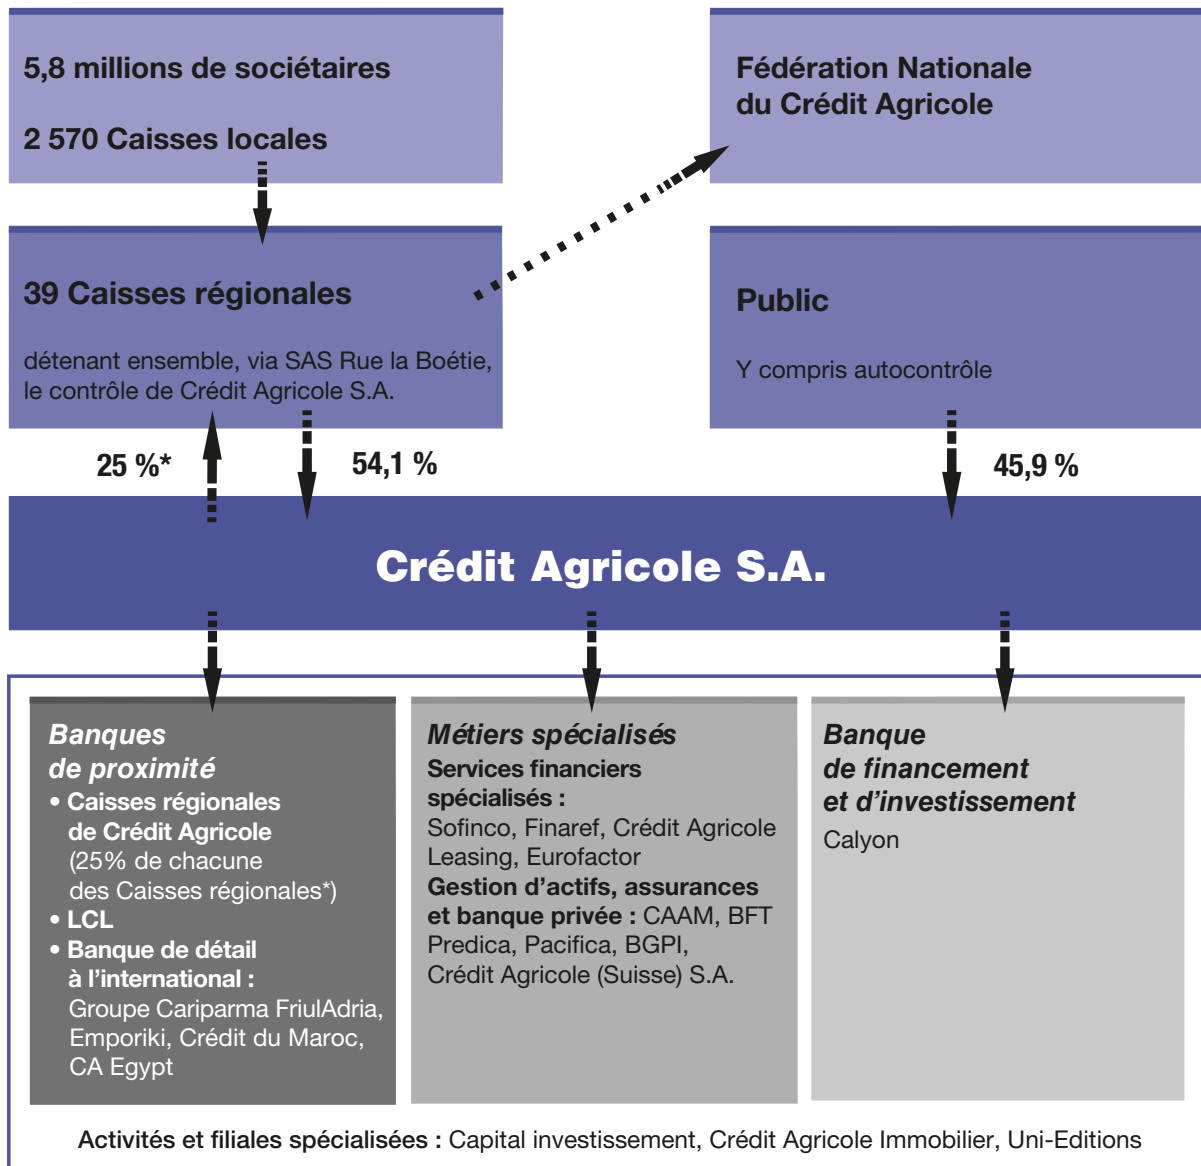 5,8 millions de sociétaires
2 570 Caisses locales
Fédération Nationale
du Crédit Agricole
39 Caisses régionales
détenant ensemble, via SAS Rue la Boétie,
le contrôle de Crédit Agricole S.A.
Public
Y compris autocontrôle
25 %*
54,1 %
45,9 %
Crédit Agricole S.A.
Banques
de proximité
• Caisses régionales
de Crédit Agricole
(25% de chacune
des Caisses régionales*)
• LCL
• Banque de détail
à l'international :
Groupe Cariparma FriulAdria,
Emporiki, Crédit du Maroc,
CA Egypt
Métiers spécialisés
Services financiers
spécialisés :
Sofinco, Finaref, Crédit Agricole
Leasing, Eurofactor
Gestion d'actifs, assurances
et banque privée : CAAM, BFT
Predica, Pacifica, BGPI,
Crédit Agricole (Suisse) S.A.
Banque
de financement
et d'investissement
Calyon
Activités et filiales spécialisées : Capital investissement, Crédit Agricole Immobilier, Uni-Editions